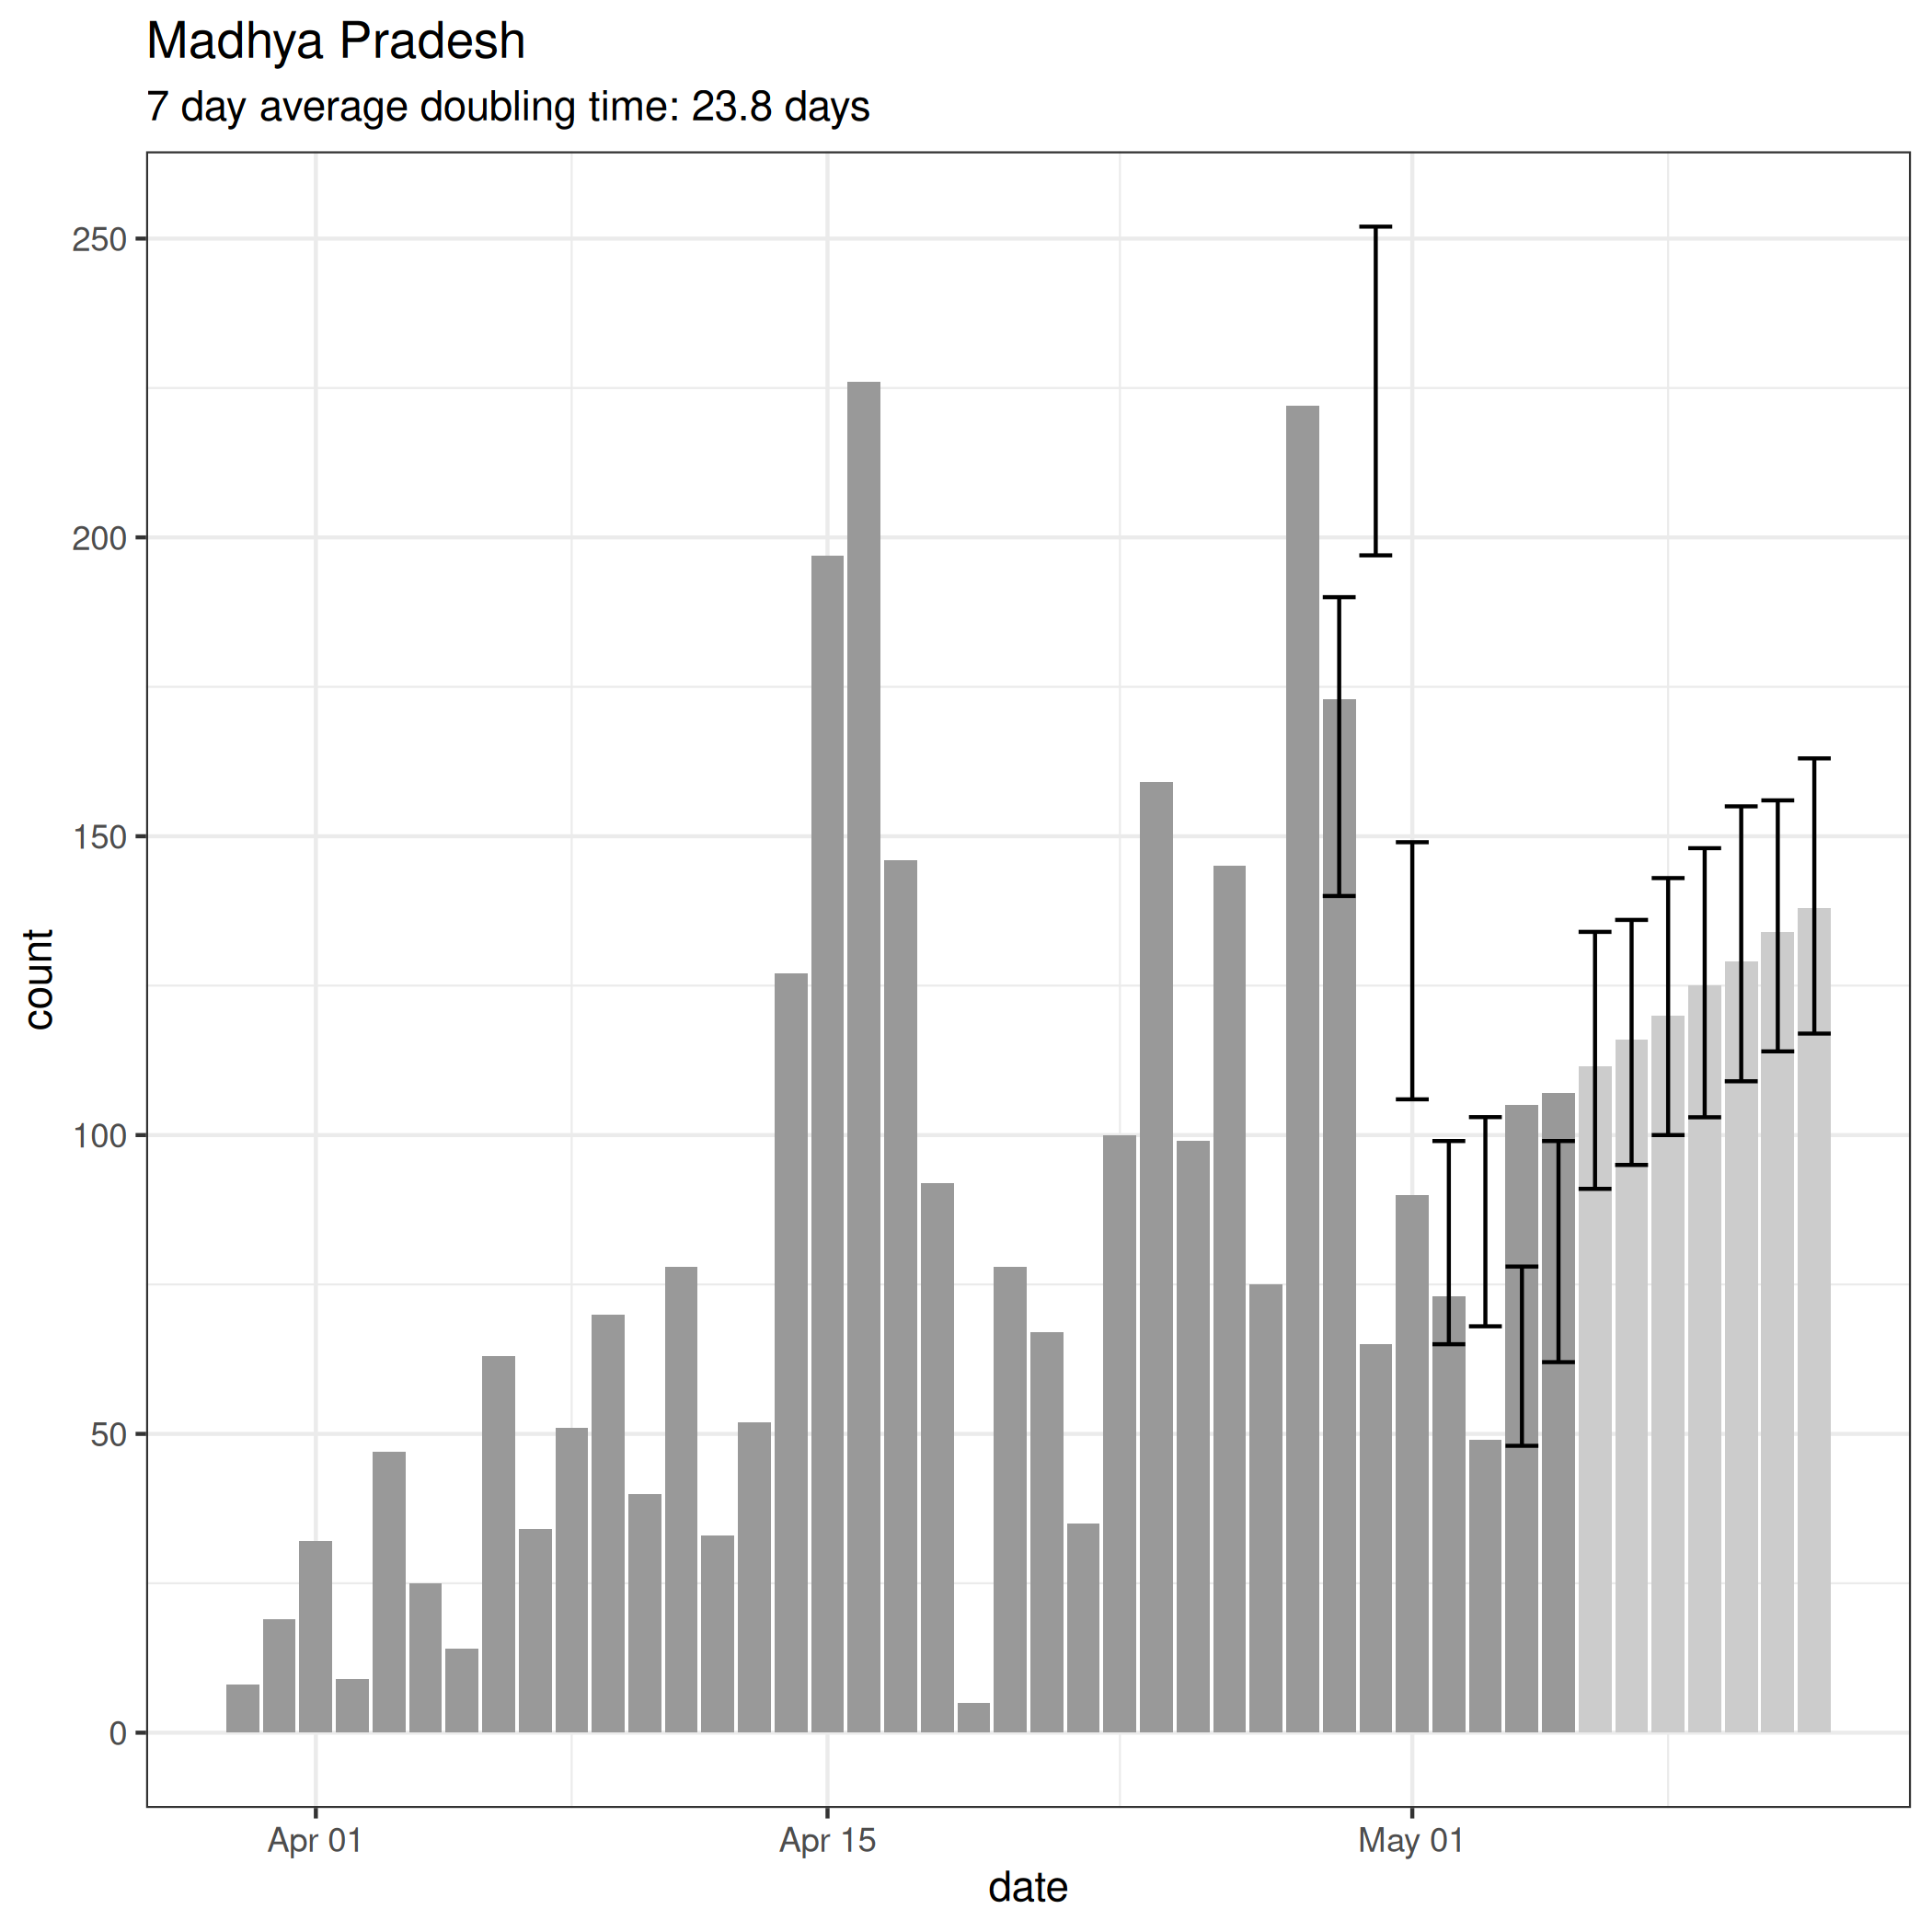 Madhya Pradesh
7 day average doubling time: 23.8 days
250
200
150
100
50
0
count
Apr 01
Apr 15
May 01
date